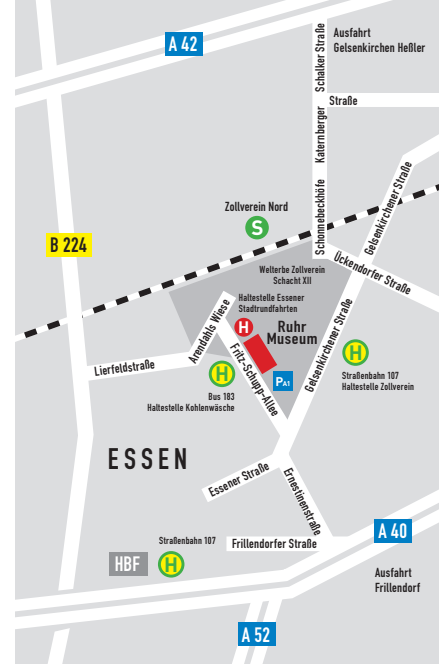 A 42
Ausfahrt
Gelsenkirchen Heßler
Schalker Straße
Straße
Katernberger
Gelsenkirchener Straße
Schonnebeckhöfe
Zollverein Nord
S
B 224
Ückendorfer Straße
Welterbe Zollverein
Schacht XII
Haltestelle Essener
Stadtrundfahrten
H
Ruhr
Museum
Arendahls Wiese
Gelsenkirchener Straße
Fritz-Schupp-Allee
Lierfeldstraße
H
PA1
H
Straßenbahn 107
Haltestelle Zollverein
Bus 183
Haltestelle Kohlenwäsche
ESSEN
Essener Straße
Ernestinenstraße
Straßenbahn 107
Frillendorfer Straße
A 40
HBF
H
Ausfahrt
Frillendorf
A 52